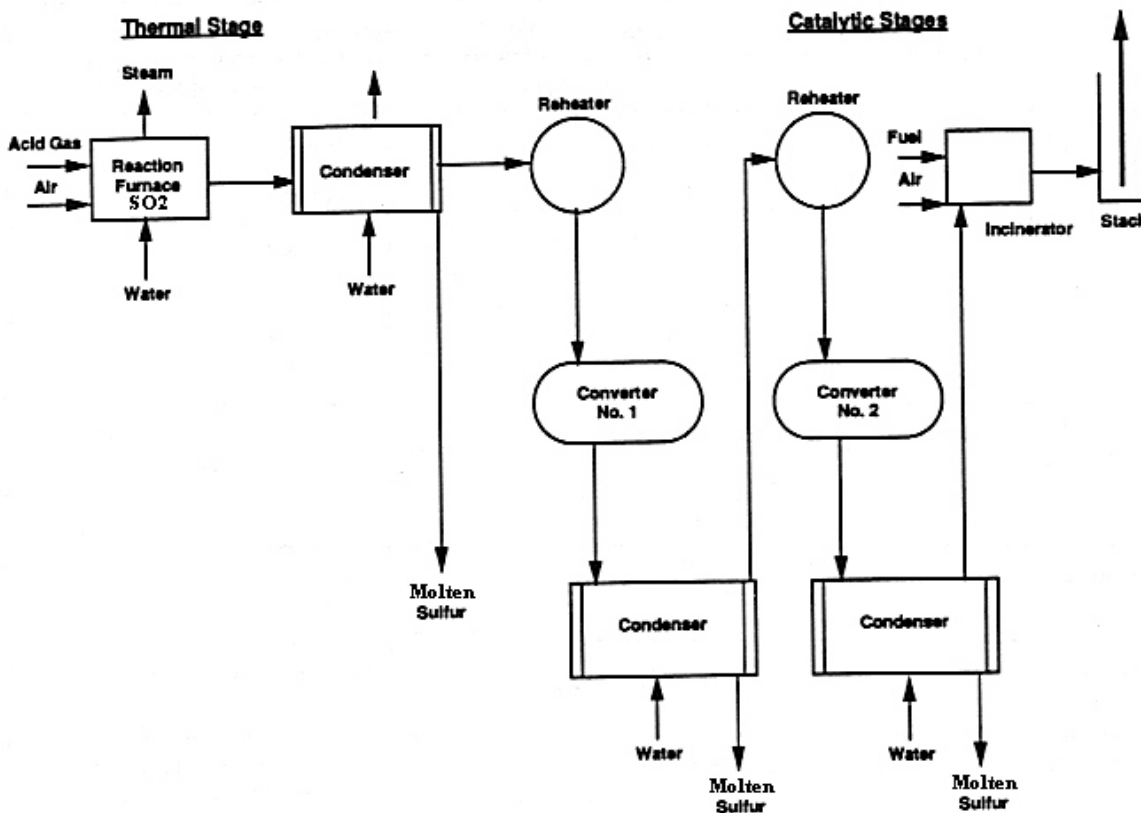 Thermal Stage
Catalytic Stages
Steam
Reheater
Reheater
Acid Gas
Air
Reaction
Furnace
SO2
Condenser
Fuel
Air
Incinerator
Stack
Water
Water
Converter
No. 1
Converter
No. 2
Molten
Sulfur
Condenser
Condenser
Water
Water
Molten
Sulfur
Molten
Sulfur